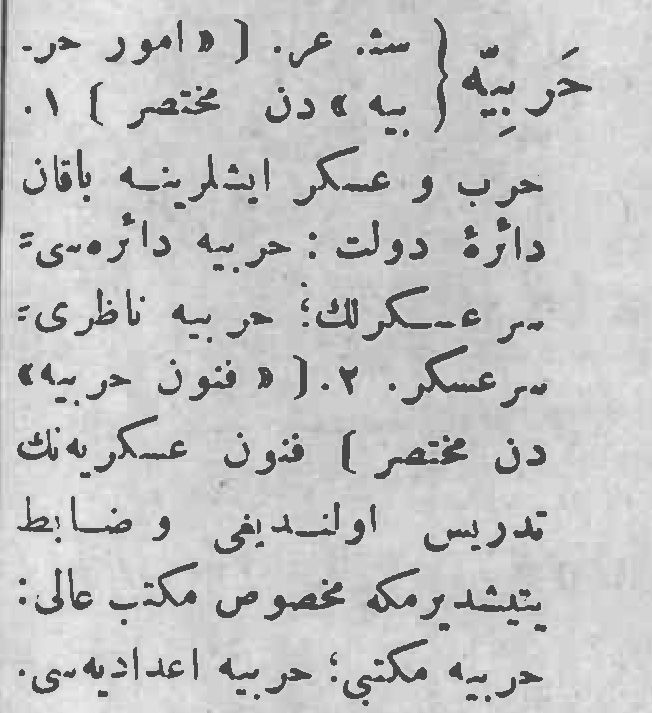 حَربِيّه { سث. عر. [ « امور حر-
بيه » دن مختصر ] ١.
حرب و عسكر ايشلرينه باقان
دائرهٔ دولت : حربيه دائره‌سى=
سرعسكرلك؛ حربيه ناظرى=
سرعسكر. ٢.[ « فنون حربيه»
دن مختصر ] فنون عسكريه‌نك
تدريس اولنديغى و ضابط
يتيشديرمكه مخصوص مكتب عالى:
حربيه مكتبى؛ حربيه اعداديه‌سى.